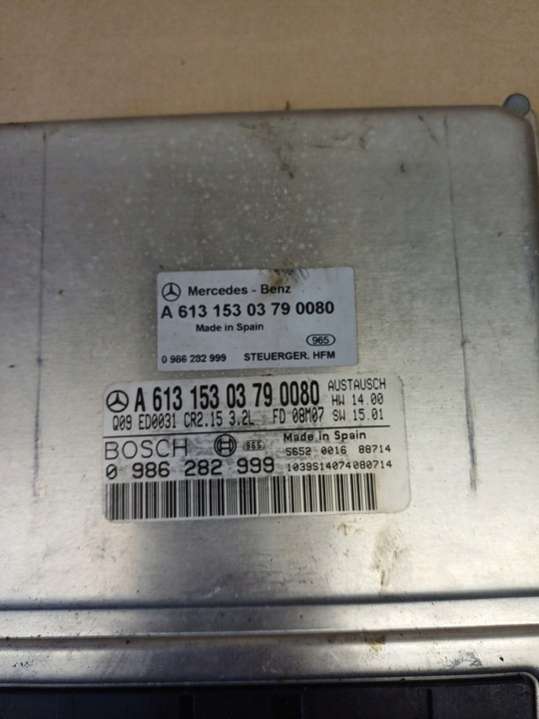 Mercedes - Benz
A 613 153 03 79 0080
Made in Spain
965
0 986 282 999 STEUERGER. HFM
A 613 153 03 79 0080 AUSTAUSCH
HW 14.00
Q09 ED0031 CR2.15 3.2L FD 08M07 SW 15.01
BOSCH 965 Made in Spain
5652 0016 88714
0 986 282 999 1039S14074080714